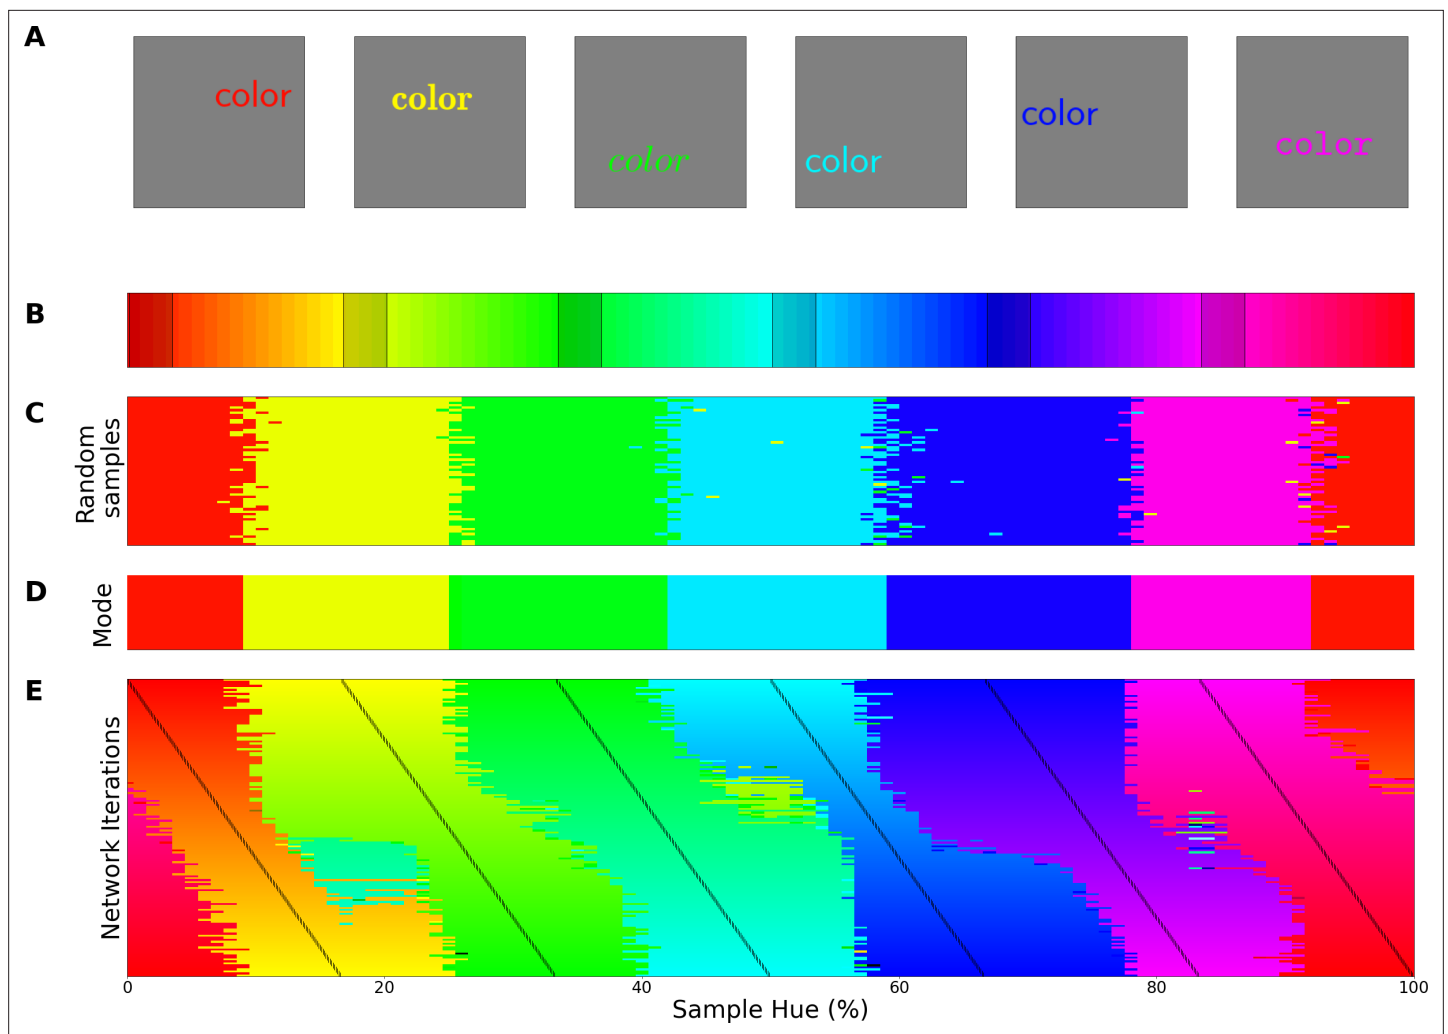 A
color
color
color
color
color
color
B
C
Random
samples
D
Mode
E
Network Iterations
0
20
40
60
80
100
Sample Hue (%)